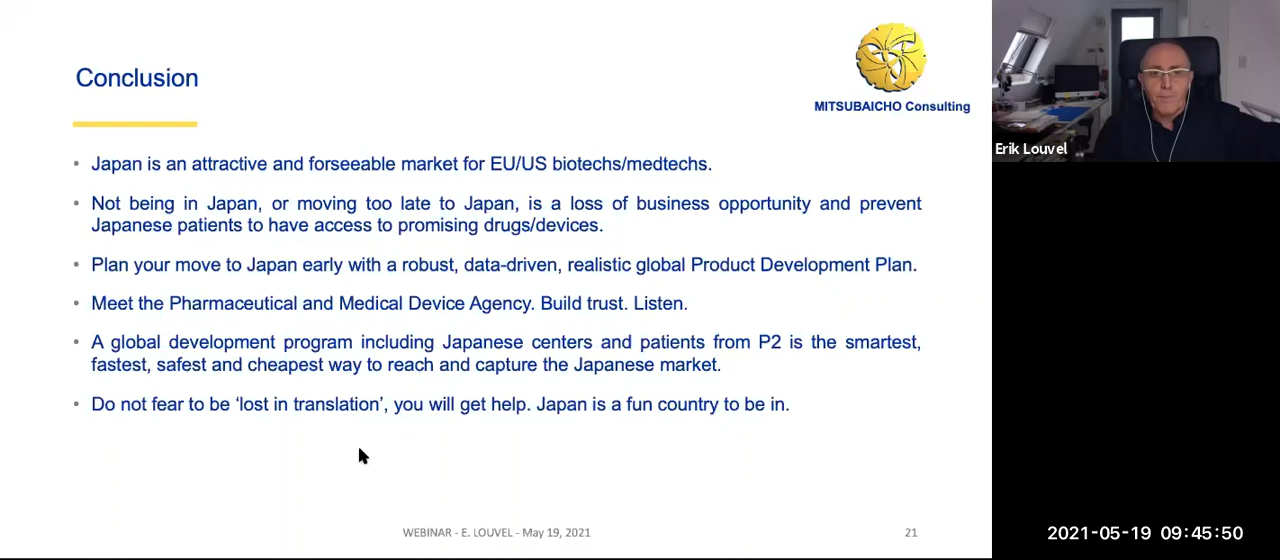 Conclusion
MITSUBAICHO Consulting
Erik Louvel
• Japan is an attractive and forseeable market for EU/US biotechs/medtechs.
• Not being in Japan, or moving too late to Japan, is a loss of business opportunity and prevent
Japanese patients to have access to promising drugs/devices.
• Plan your move to Japan early with a robust, data-driven, realistic global Product Development Plan.
• Meet the Pharmaceutical and Medical Device Agency. Build trust. Listen.
• A global development program including Japanese centers and patients from P2 is the smartest,
fastest, safest and cheapest way to reach and capture the Japanese market.
• Do not fear to be ‘lost in translation’, you will get help. Japan is a fun country to be in.
WEBINAR - E. LOUVEL - May 19, 2021
21
2021-05-19 09:45:50